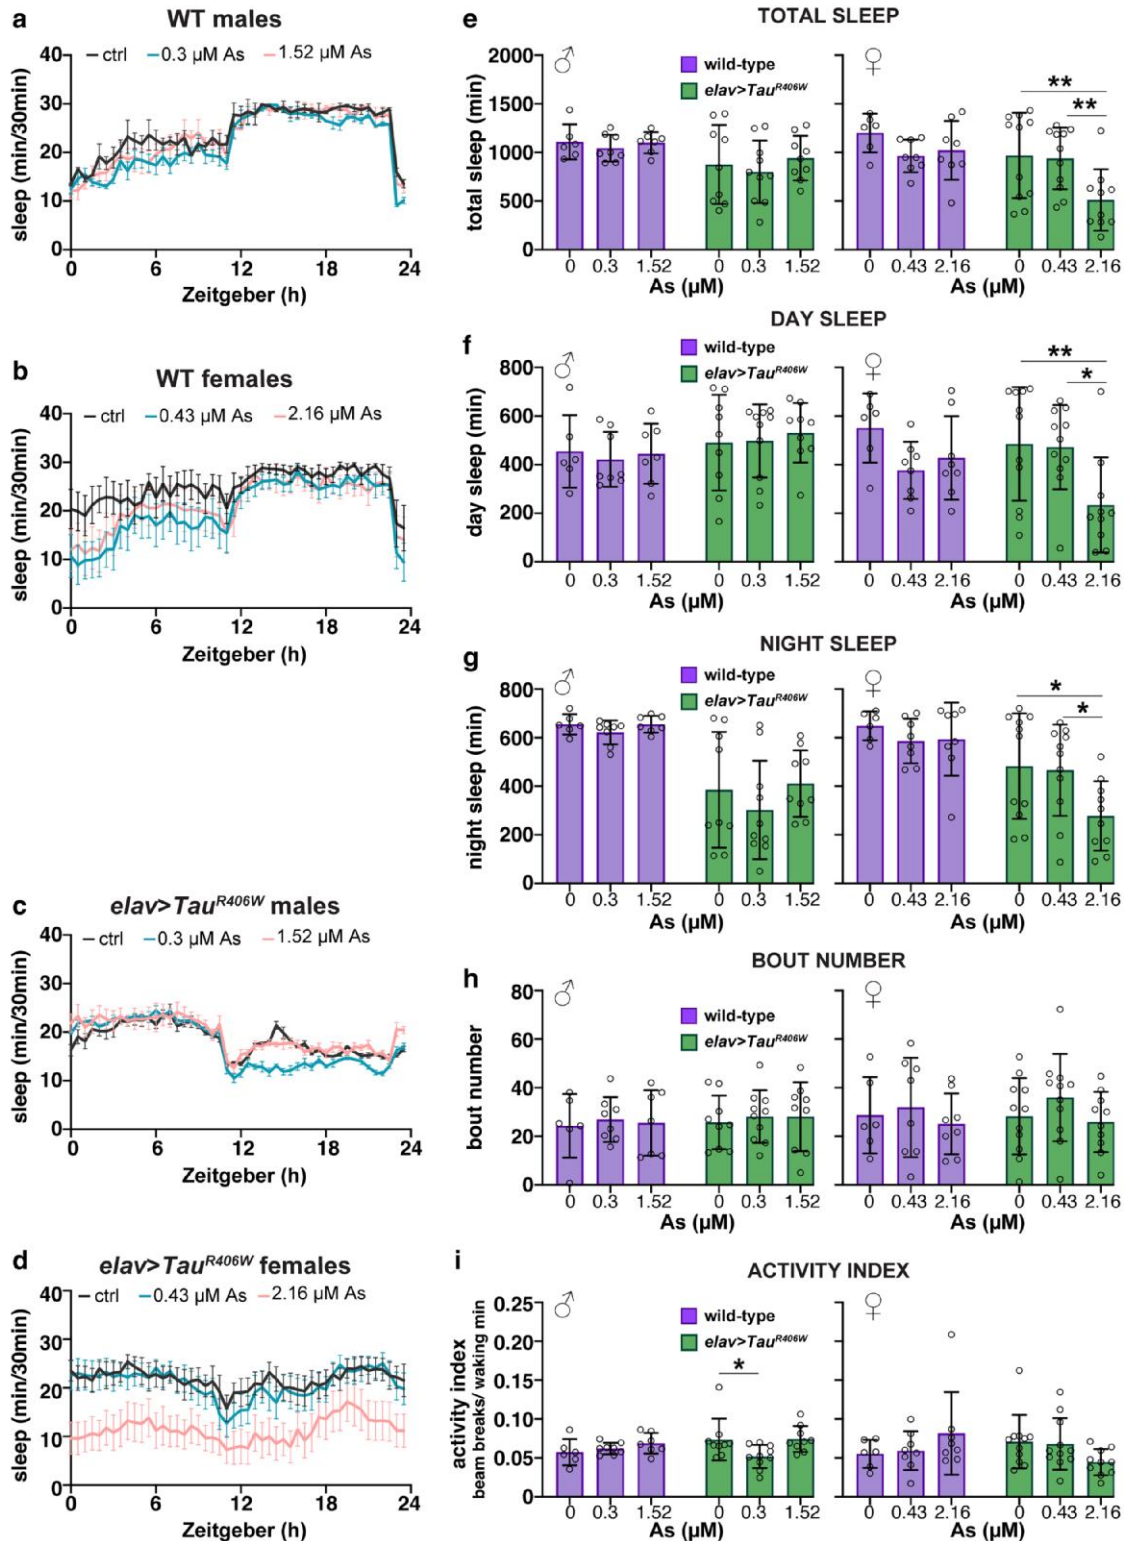 a
WT males
ctrl 0.3 µM As 1.52 µM As
40
30
20
10
0
sleep (min/30min)
0 6 12 18 24
Zeitgeber (h)
b
WT females
ctrl 0.43 µM As 2.16 µM As
40
30
20
10
0
sleep (min/30min)
0 6 12 18 24
Zeitgeber (h)
c
elav>Tau^R406W males
ctrl 0.3 µM As 1.52 µM As
40
30
20
10
0
sleep (min/30min)
0 6 12 18 24
Zeitgeber (h)
d
elav>Tau^R406W females
ctrl 0.43 µM As 2.16 µM As
40
30
20
10
0
sleep (min/30min)
0 6 12 18 24
Zeitgeber (h)
e
TOTAL SLEEP
♂ wild-type ♀
elav>Tau^R406W
**
**
2000
1500
1000
500
0
total sleep (min)
0 0.3 1.52 0 0.3 1.52 0 0.43 2.16 0 0.43 2.16
As (µM) As (µM)
f
DAY SLEEP
♂ wild-type ♀
elav>Tau^R406W
**
*
800
600
400
200
0
day sleep (min)
0 0.3 1.52 0 0.3 1.52 0 0.43 2.16 0 0.43 2.16
As (µM) As (µM)
g
NIGHT SLEEP
♂ wild-type ♀
elav>Tau^R406W
*
*
800
600
400
200
0
night sleep (min)
0 0.3 1.52 0 0.3 1.52 0 0.43 2.16 0 0.43 2.16
As (µM) As (µM)
h
BOUT NUMBER
♂ wild-type ♀
elav>Tau^R406W
80
60
40
20
0
bout number
0 0.3 1.52 0 0.3 1.52 0 0.43 2.16 0 0.43 2.16
As (µM) As (µM)
i
ACTIVITY INDEX
♂ wild-type ♀
elav>Tau^R406W
*
0.25
0.20
0.15
0.10
0.05
0
activity index
beam breaks/ waking min
0 0.3 1.52 0 0.3 1.52 0 0.43 2.16 0 0.43 2.16
As (µM) As (µM)